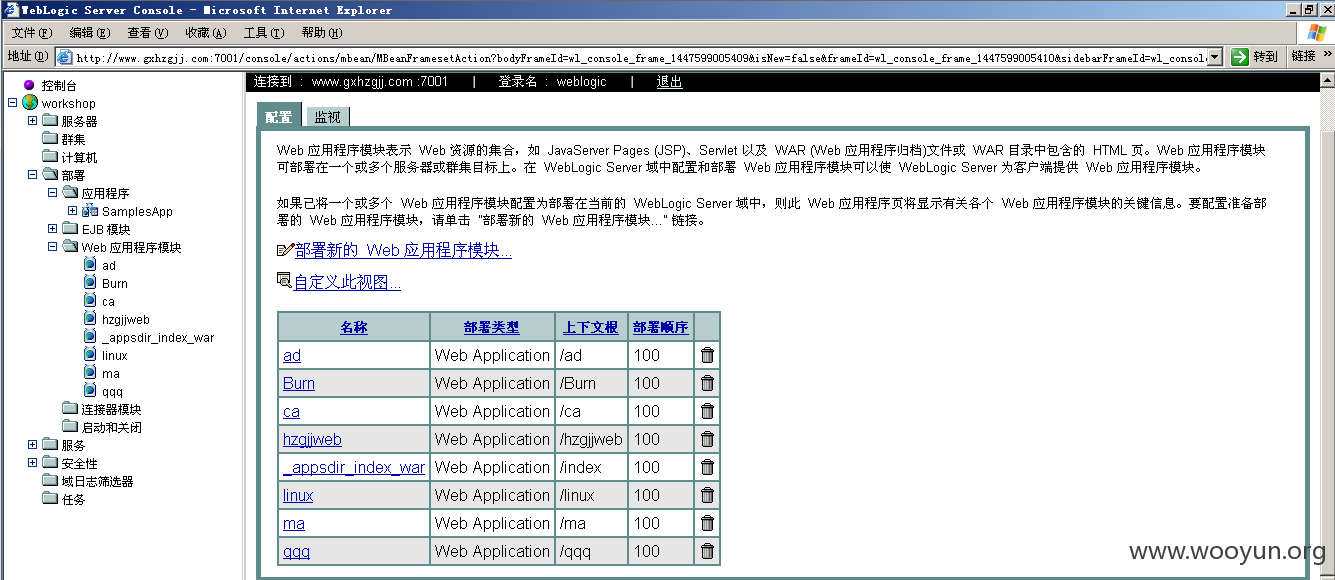 WebLogic Server Console - Microsoft Internet Explorer
文件(F) 编辑(E) 查看(V) 收藏(A) 工具(T) 帮助(H)
地址(D) http://www.gxhzgjj.com:7001/console/actions/mbean/MBeanFramesetAction?bodyFrameId=wl_console_frame_1447599005409&isNew=false&frameId=wl_console_frame_1447599005410&sidebarFrameId=wl_consol 转到 链接 »
控制台
workshop
服务器
群集
计算机
部署
应用程序
SamplesApp
EJB 模块
Web 应用程序模块
ad
Burn
ca
hzgjjweb
_appsdir_index_war
linux
ma
qqq
连接器模块
启动和关闭
服务
安全性
域日志筛选器
任务
连接到 : www.gxhzgjj.com :7001 | 登录名 : weblogic | 退出
配置 监视
Web 应用程序模块表示 Web 资源的集合，如 JavaServer Pages (JSP)、Servlet 以及 WAR (Web 应用程序归档)文件或 WAR 目录中包含的 HTML 页。Web 应用程序模块
可部署在一个或多个服务器或群集目标上。在 WebLogic Server 域中配置和部署 Web 应用程序模块可以使 WebLogic Server 为客户端提供 Web 应用程序模块。
如果已将一个或多个 Web 应用程序模块配置为部署在当前的 WebLogic Server 域中，则此 Web 应用程序页将显示有关各个 Web 应用程序模块的关键信息。要配置准备部
署的 Web 应用程序模块，请单击 "部署新的 Web 应用程序模块..." 链接。
部署新的 Web 应用程序模块...
自定义此视图...
名称 部署类型 上下文根 部署顺序
ad Web Application /ad 100
Burn Web Application /Burn 100
ca Web Application /ca 100
hzgjjweb Web Application /hzgjjweb 100
_appsdir_index_war Web Application /index 100
linux Web Application /linux 100
ma Web Application /ma 100
qqq Web Application /qqq 100
www.wooyun.org